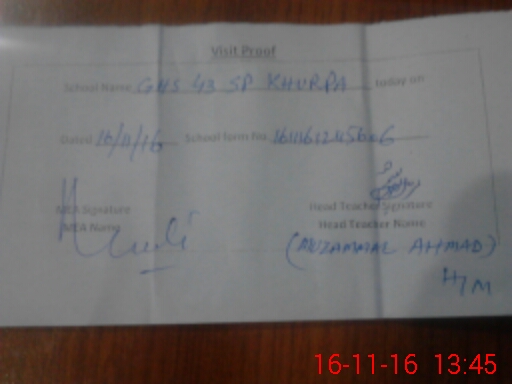 Visit Proof
School Name GHS 43 SP KHURPA today on
Dated 16/11/16 School form No
MEA Signature Head Teacher Signature
MEA Name Head Teacher Name
(MUZAMMAL AHMAD)
H/M
16-11-16 13:45